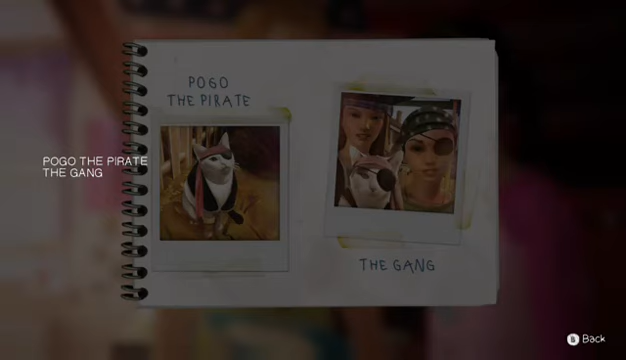 POGO
THE PIRATE
POGO THE PIRATE
THE GANG
THE GANG
B Back